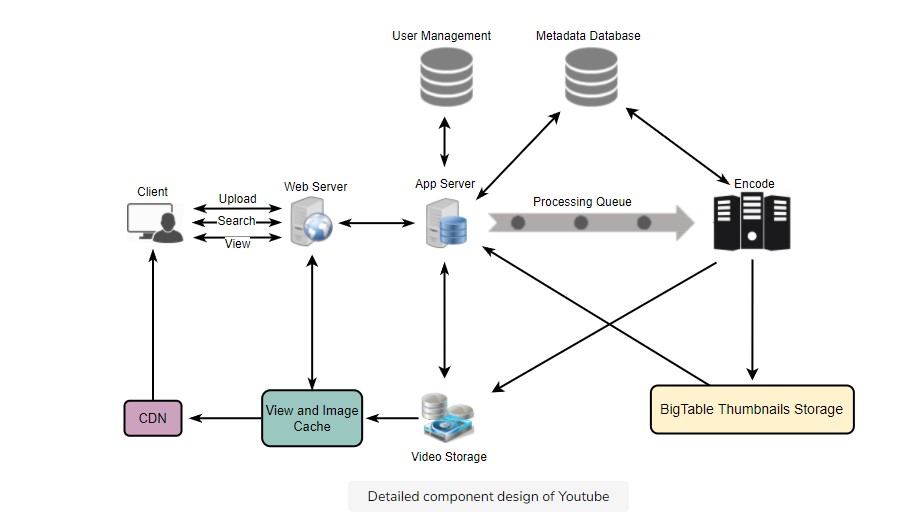 User Management
Metadata Database
Client
Upload
Search
View
Web Server
App Server
Processing Queue
Encode
CDN
View and Image
Cache
Video Storage
BigTable Thumbnails Storage
Detailed component design of Youtube